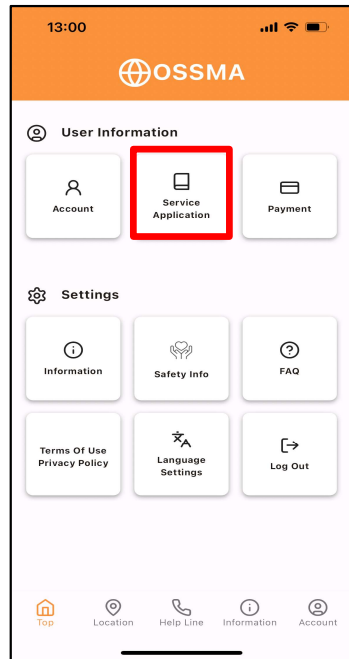 13:00
OSSMA
User Information
Account
Service
Application
Payment
Settings
Information
Safety Info
FAQ
Terms Of Use
Privacy Policy
Language
Settings
Log Out
Top
Location
Help Line
Information
Account